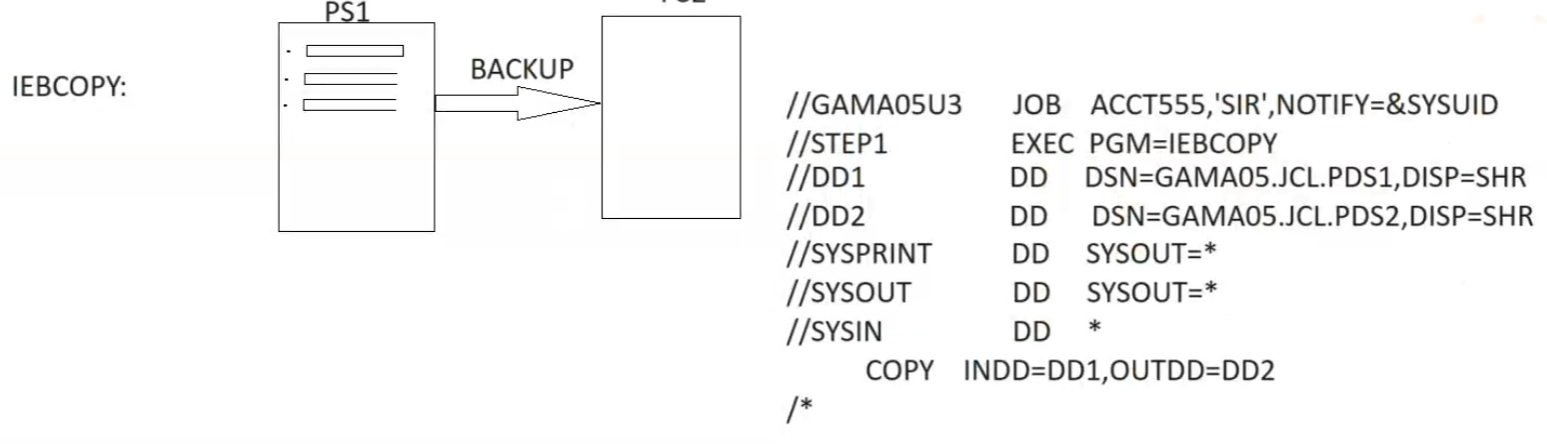 PS1
IEBCOPY:
BACKUP
//GAMA05U3 JOB ACCT555,'SIR',NOTIFY=&SYSUID
//STEP1 EXEC PGM=IEBCOPY
//DD1 DD DSN=GAMA05.JCL.PDS1,DISP=SHR
//DD2 DD DSN=GAMA05.JCL.PDS2,DISP=SHR
//SYSPRINT DD SYSOUT=*
//SYSOUT DD SYSOUT=*
//SYSIN DD *
COPY INDD=DD1,OUTDD=DD2
/*